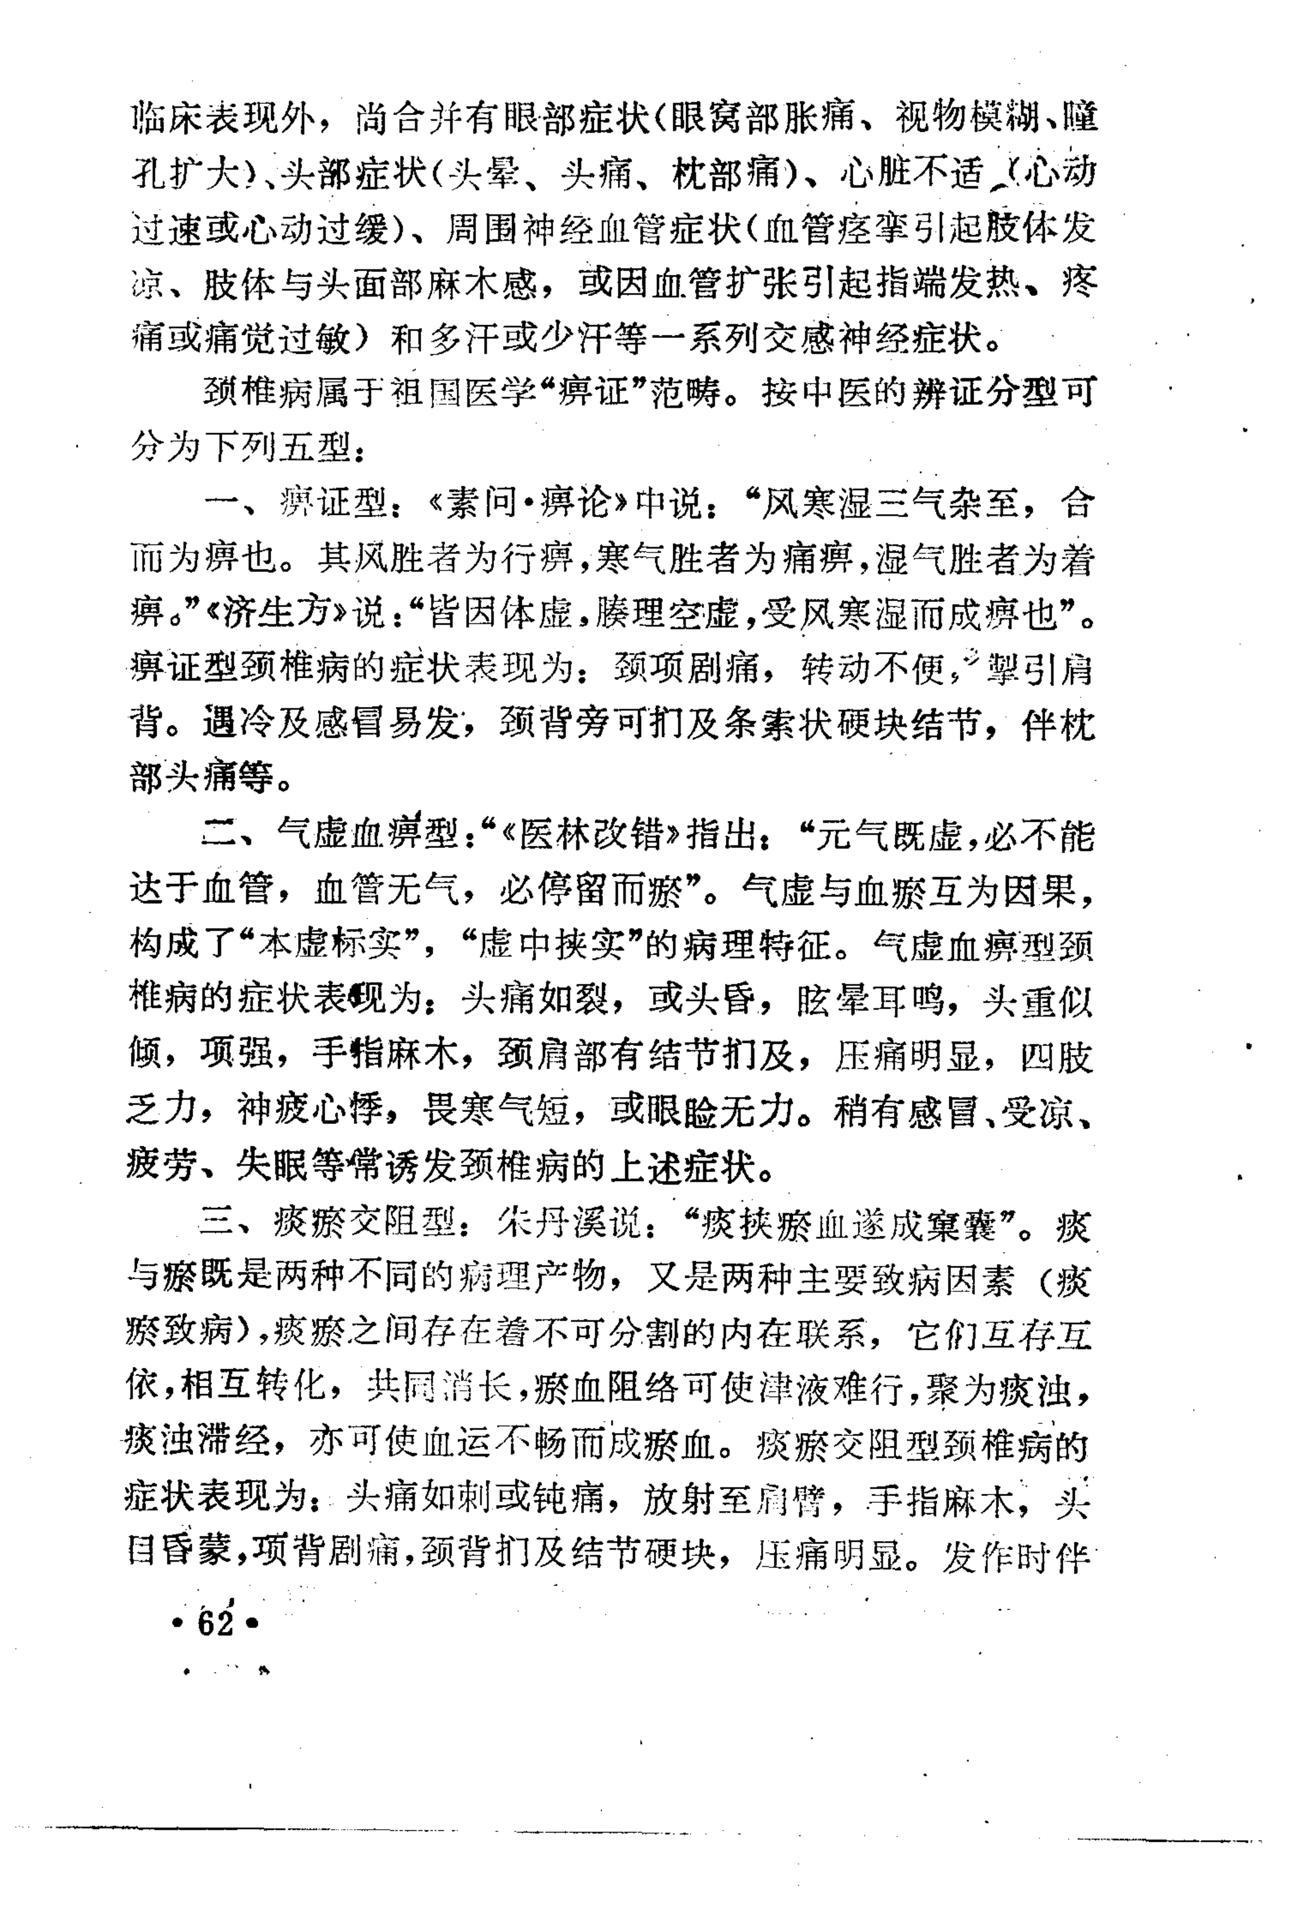 临床表现外，尚合并有眼部症状(眼窝部胀痛、视物模糊、瞳
孔扩大)、头部症状(头晕、头痛、枕部痛)、心脏不适（心动
过速或心动过缓)、周围神经血管症状(血管痉挛引起肢体发
凉、肢体与头面部麻木感，或因血管扩张引起指端发热、疼
痛或痛觉过敏）和多汗或少汗等一系列交感神经症状。
颈椎病属于祖国医学“痹证”范畴。按中医的辨证分型可
分为下列五型：
一、痹证型：《素问·痹论》中说：“风寒湿三气杂至，合
而为痹也。其风胜者为行痹，寒气胜者为痛痹，湿气胜者为着
痹。”《济生方》说：“皆因体虚，腠理空虚，受风寒湿而成痹也”。
痹证型颈椎病的症状表现为：颈项剧痛，转动不便，掣引肩
背。遇冷及感冒易发，颈背旁可扪及条索状硬块结节，伴枕
部头痛等。
二、气虚血痹型：“《医林改错》指出：“元气既虚，必不能
达于血管，血管无气，必停留而瘀”。气虚与血瘀互为因果，
构成了“本虚标实”，“虚中挟实”的病理特征。气虚血痹型颈
椎病的症状表现为：头痛如裂，或头昏，眩晕耳鸣，头重似
倾，项强，手指麻木，颈肩部有结节扪及，压痛明显，四肢
乏力，神疲心悸，畏寒气短，或眼睑无力。稍有感冒、受凉、
疲劳、失眠等常诱发颈椎病的上述症状。
三、痰瘀交阻型：朱丹溪说：“痰挟瘀血遂成窠囊”。痰
与瘀既是两种不同的病理产物，又是两种主要致病因素（痰
瘀致病），痰瘀之间存在着不可分割的内在联系，它们互存互
依，相互转化，共同消长，瘀血阻络可使津液难行，聚为痰浊，
痰浊滞经，亦可使血运不畅而成瘀血。痰瘀交阻型颈椎病的
症状表现为：头痛如刺或钝痛，放射至肩臂，手指麻木，头
目昏蒙，项背剧痛，颈背扪及结节硬块，压痛明显。发作时伴
·62·